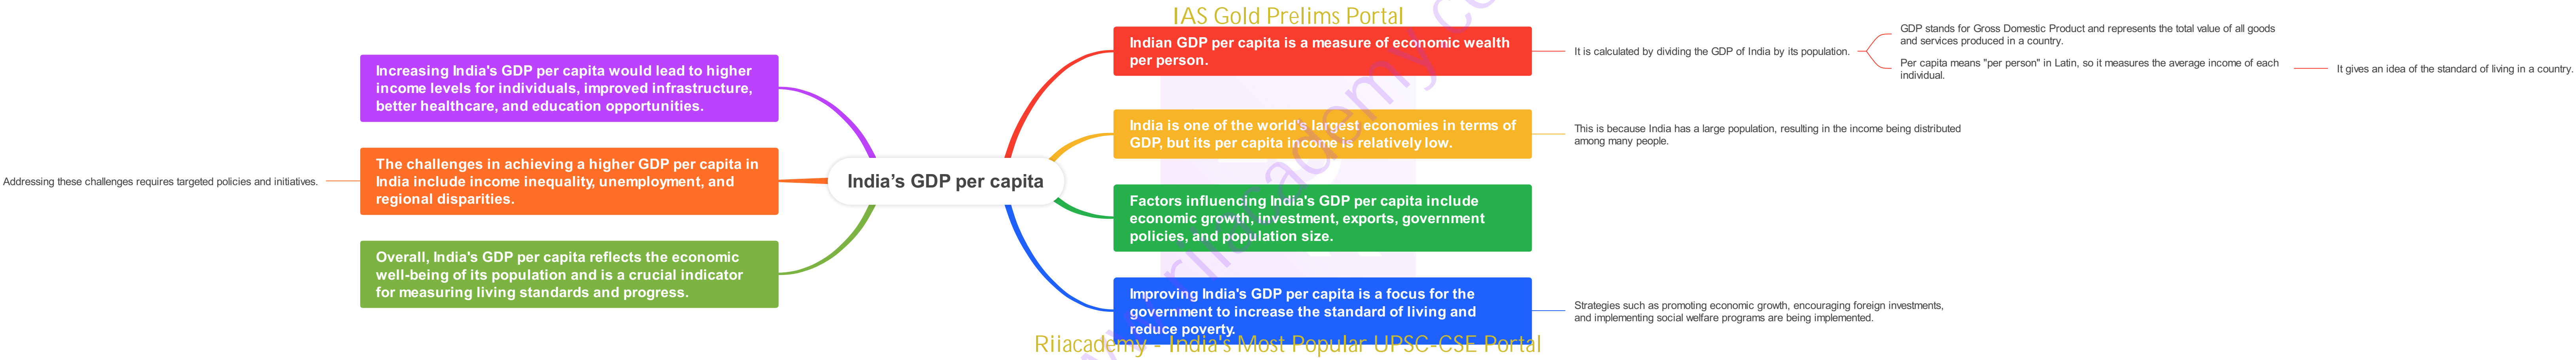 IAS Gold Prelims Portal
India's GDP per capita
Indian GDP per capita is a measure of economic wealth
per person.
It is calculated by dividing the GDP of India by its population.
GDP stands for Gross Domestic Product and represents the total value of all goods
and services produced in a country.
Per capita means "per person" in Latin, so it measures the average income of each
individual.
It gives an idea of the standard of living in a country.
India is one of the world's largest economies in terms of
GDP, but its per capita income is relatively low.
This is because India has a large population, resulting in the income being distributed
among many people.
Factors influencing India's GDP per capita include
economic growth, investment, exports, government
policies, and population size.
Improving India's GDP per capita is a focus for the
government to increase the standard of living and
reduce poverty.
Strategies such as promoting economic growth, encouraging foreign investments,
and implementing social welfare programs are being implemented.
Increasing India's GDP per capita would lead to higher
income levels for individuals, improved infrastructure,
better healthcare, and education opportunities.
The challenges in achieving a higher GDP per capita in
India include income inequality, unemployment, and
regional disparities.
Addressing these challenges requires targeted policies and initiatives.
Overall, India's GDP per capita reflects the economic
well-being of its population and is a crucial indicator
for measuring living standards and progress.
Riiacademy - India's Most Popular UPSC-CSE Portal